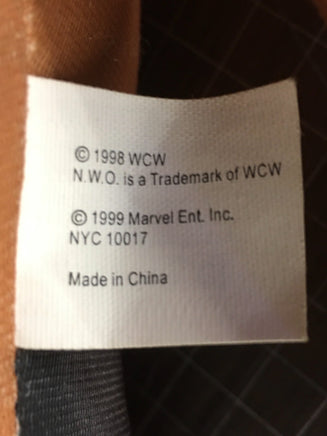 © 1998 WCW
N.W.O. is a Trademark of WCW
© 1999 Marvel Ent. Inc.
NYC 10017
Made in China